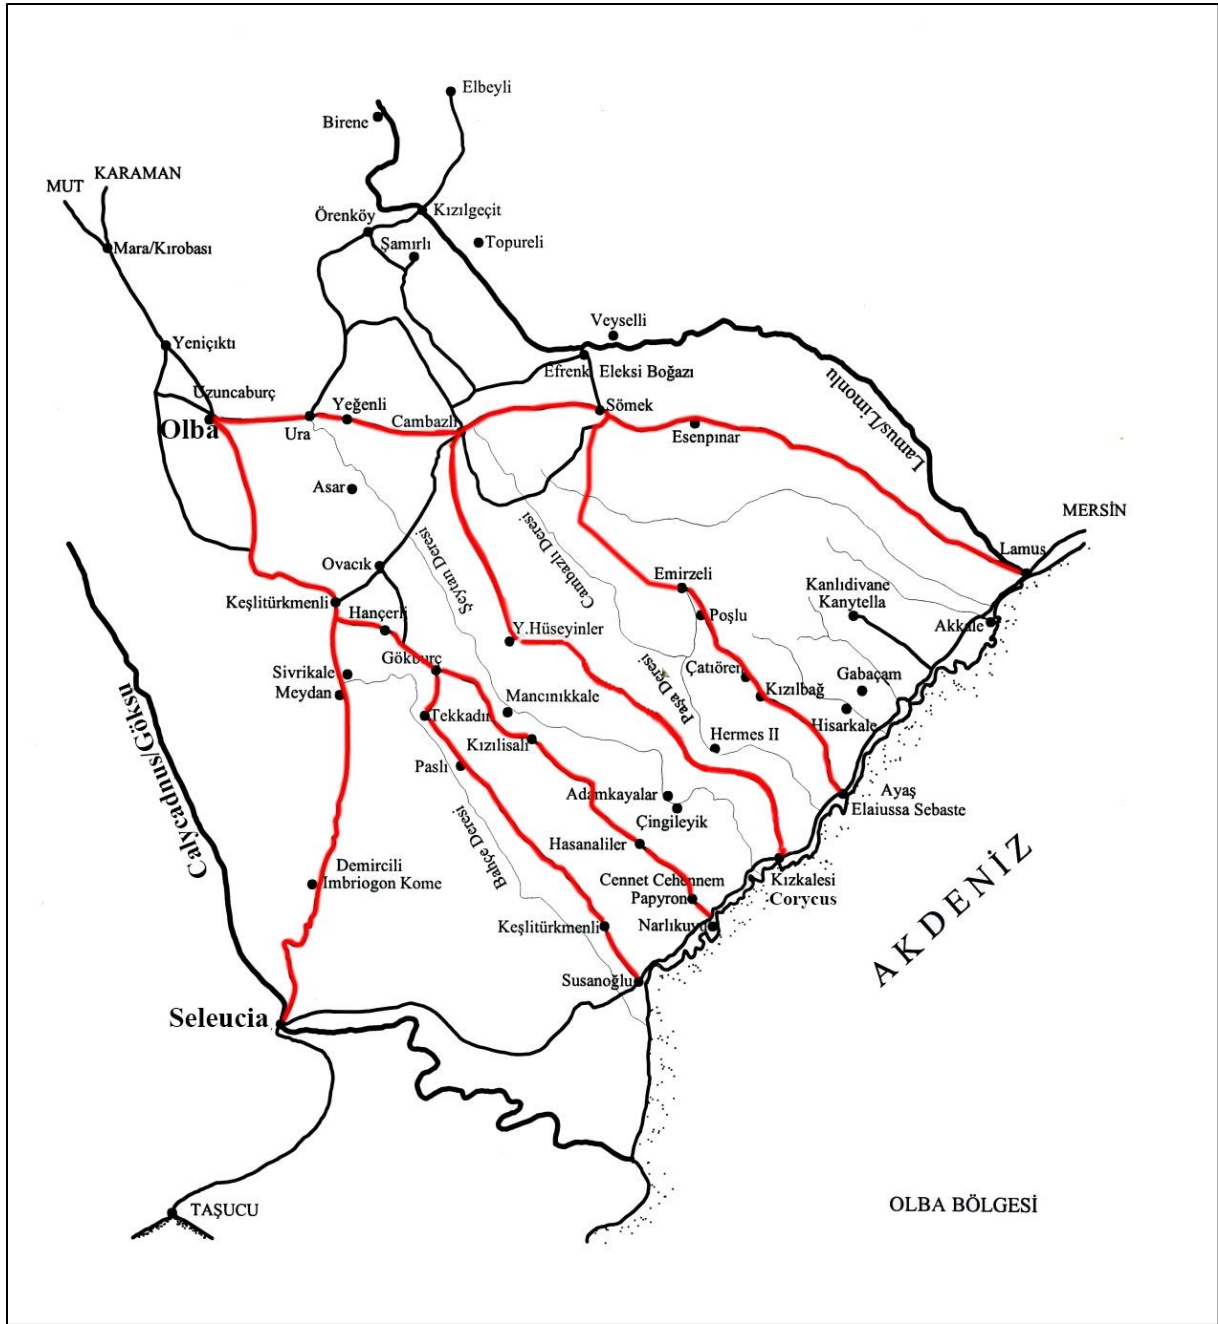 Elbeyli
Birene
KARAMAN
MUT
Kızılgeçit
Örenköy
Şamırlı
Topureli
Mara/Kırobası
Veyselli
Yeniçıktı
Efrenk
Eleksi Boğazı
Uzuncaburç
Olba
Ura
Yeğenli
Cambazlı
Sömek
Esenpınar
Lamus/Limonlu
Asar
MERSİN
Şeytan Deresi
Cambazlı Deresi
Lamus
Ovacık
Emirzeli
Kanlıdivane
Kanytella
Keşlitürkmenli
Hançerli
Poşlu
Akkale
Y.Hüseyinler
Gökburç
Sivrikale
Meydan
Paşa Deresi
Çatıören
Kızılbağ
Gabaçam
Hisarkale
Mancınıkkale
Tekkadın
Kızılisalı
Hermes II
Calycadnus/Göksu
Paslı
Adamkayalar
Çingileyik
Ayaş
Elaiussa Sebaste
Bahçe Deresi
Hasanaliler
Demircili
Imbriogon Kome
Cennet Cehennem
Papyron
Kızkalesi
Corycus
Keşlitürkmenli
Narlıkuyu
AKDENİZ
Susanoğlu
Seleucia
TAŞUCU
OLBA BÖLGESİ